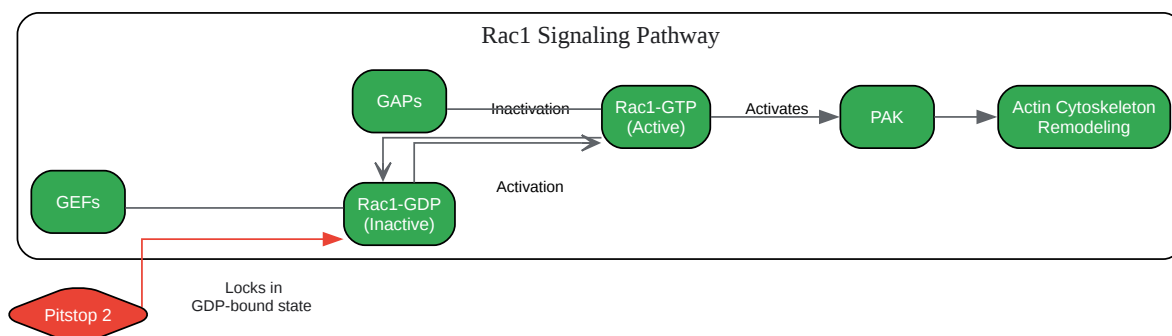 Rac1 Signaling Pathway
GAPs
Inactivation
Rac1-GTP
(Active)
Activates
PAK
Actin Cytoskeleton
Remodeling
GEFs
Rac1-GDP
(Inactive)
Activation
Locks in
GDP-bound state
Pitstop 2